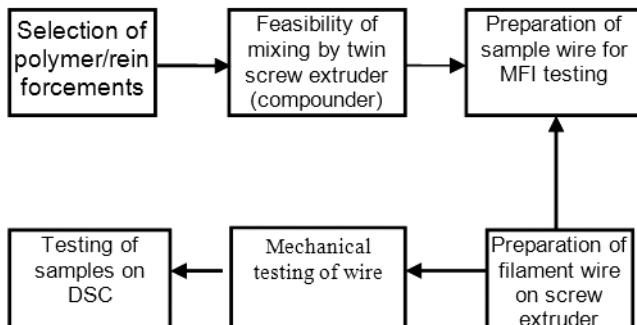 Selection of
polymer/rein
forcements
Feasibility of
mixing by twin
screw extruder
(compounder)
Preparation of
sample wire for
MFI testing
Testing of
samples on
DSC
Mechanical
testing of wire
Preparation of
filament wire
on screw
extruder